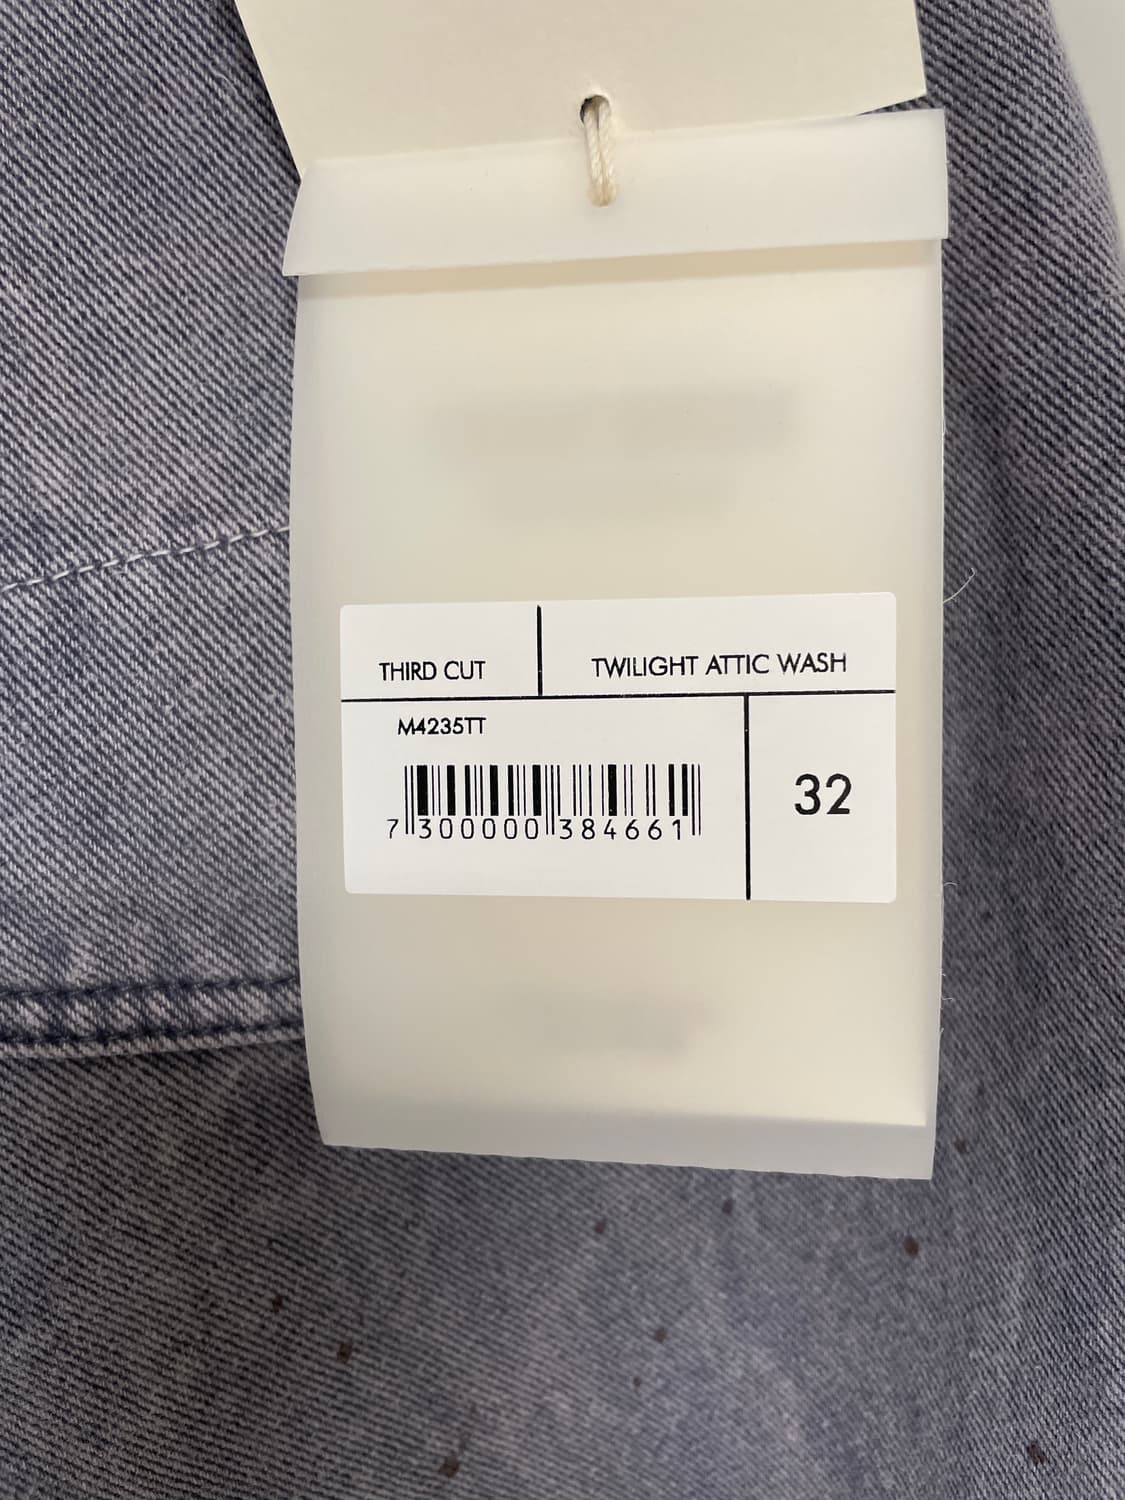 THIRD CUT
TWILIGHT ATTIC WASH
M4235TT
32
7 300000 384661